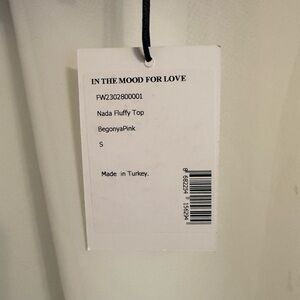 IN THE MOOD FOR LOVE
FW2302800001
Nada Fluffy Top
BegonyaPink
S
Made in Turkey.